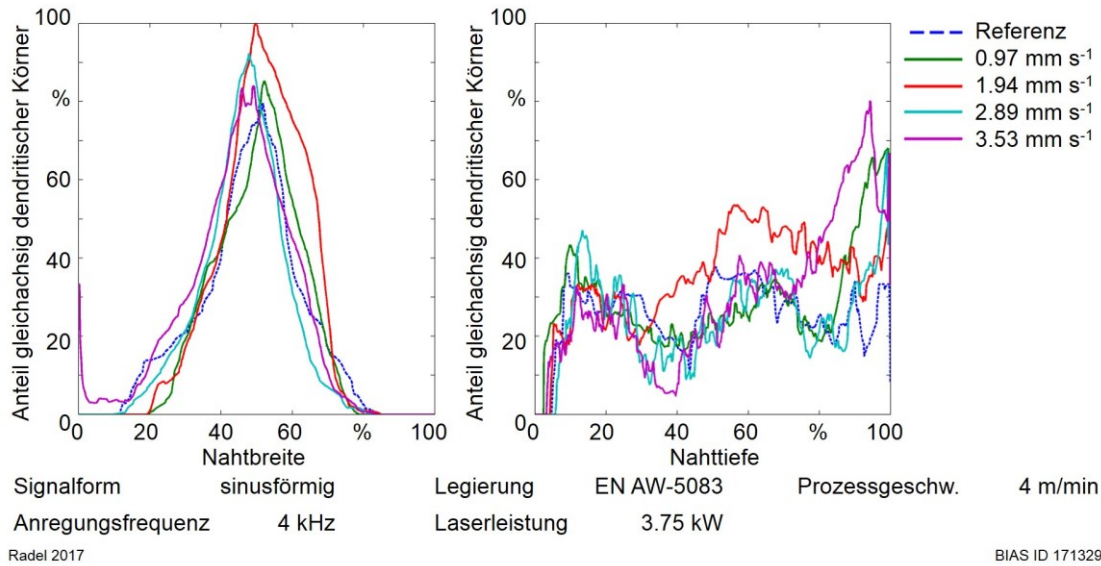 100
%
60
40
20
0
Anteil gleichachsig dendritischer Körner
0 20 40 60 % 100
Nahtbreite
100
%
60
40
20
0
Anteil gleichachsig dendritischer Körner
0 20 40 60 % 100
Nahttiefe
Referenz
0.97 mm s-1
1.94 mm s-1
2.89 mm s-1
3.53 mm s-1
Signalform sinusförmig Legierung EN AW-5083 Prozessgeschw. 4 m/min
Anregungsfrequenz 4 kHz Laserleistung 3.75 kW
Radel 2017 BIAS ID 171329